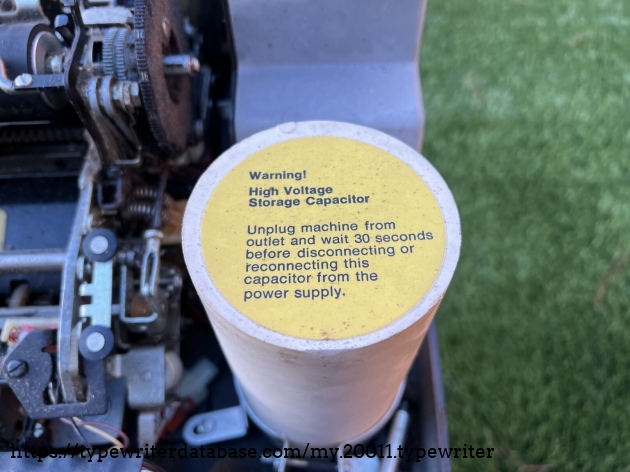 Warning!
High Voltage
Storage Capacitor
Unplug machine from
outlet and wait 30 seconds
before disconnecting or
reconnecting this
capacitor from the
power supply.
https://typewriterdatabase.com/my.20011.typewriter